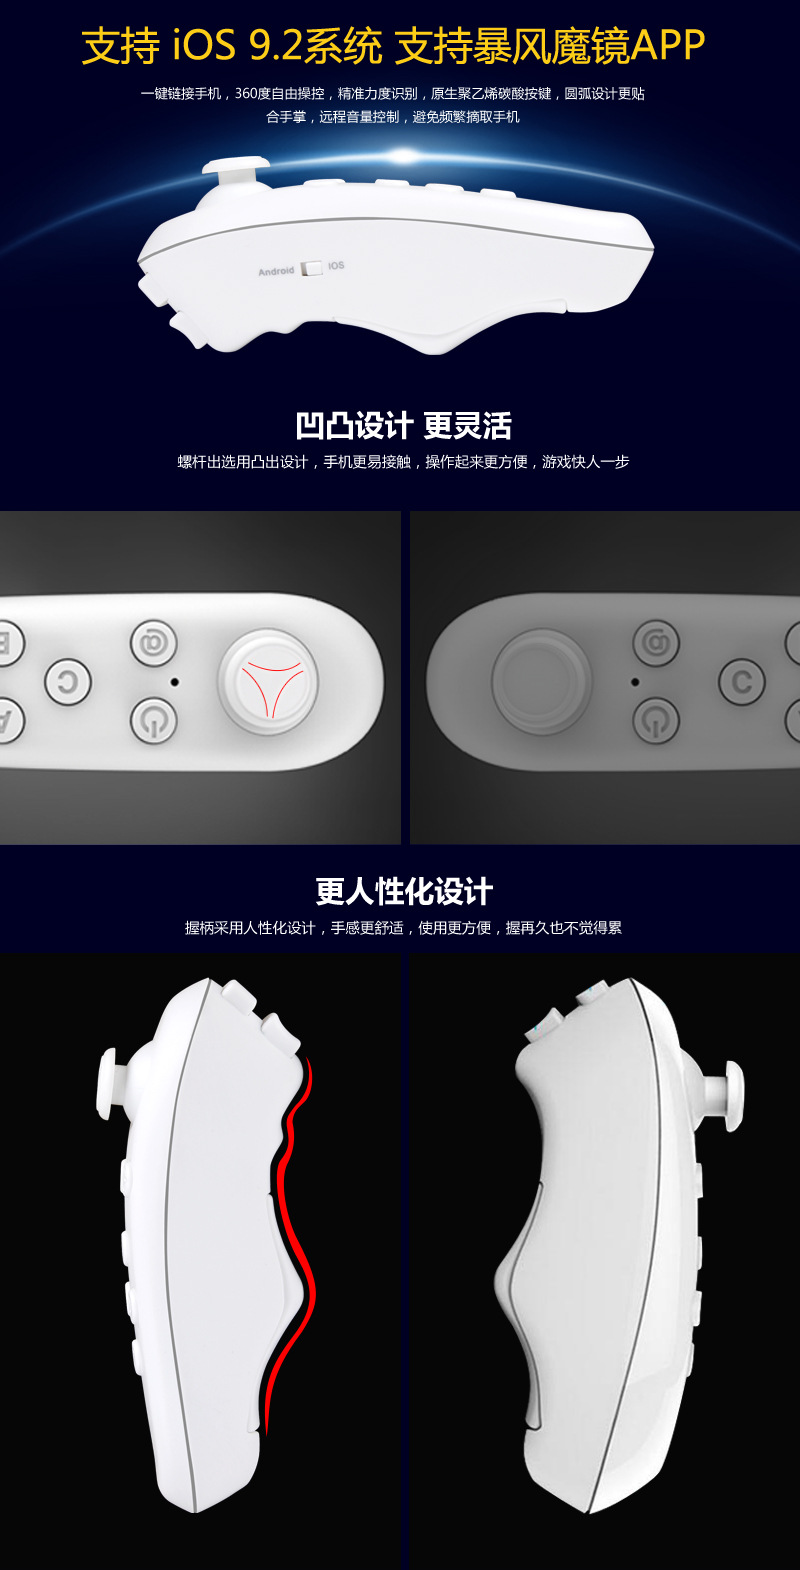 支持 iOS 9.2系统 支持暴风魔镜APP
一键链接手机，360度自由操控，精准力度识别，原生聚乙烯碳酸按键，圆弧设计更贴
合手掌，远程音量控制，避免频繁摘取手机
Android
IOS
凹凸设计 更灵活
螺杆出选用凸出设计，手机更易接触，操作起来更方便，游戏快人一步
B
@
C
A
@
C
更人性化设计
握柄采用人性化设计，手感更舒适，使用更方便，握再久也不觉得累